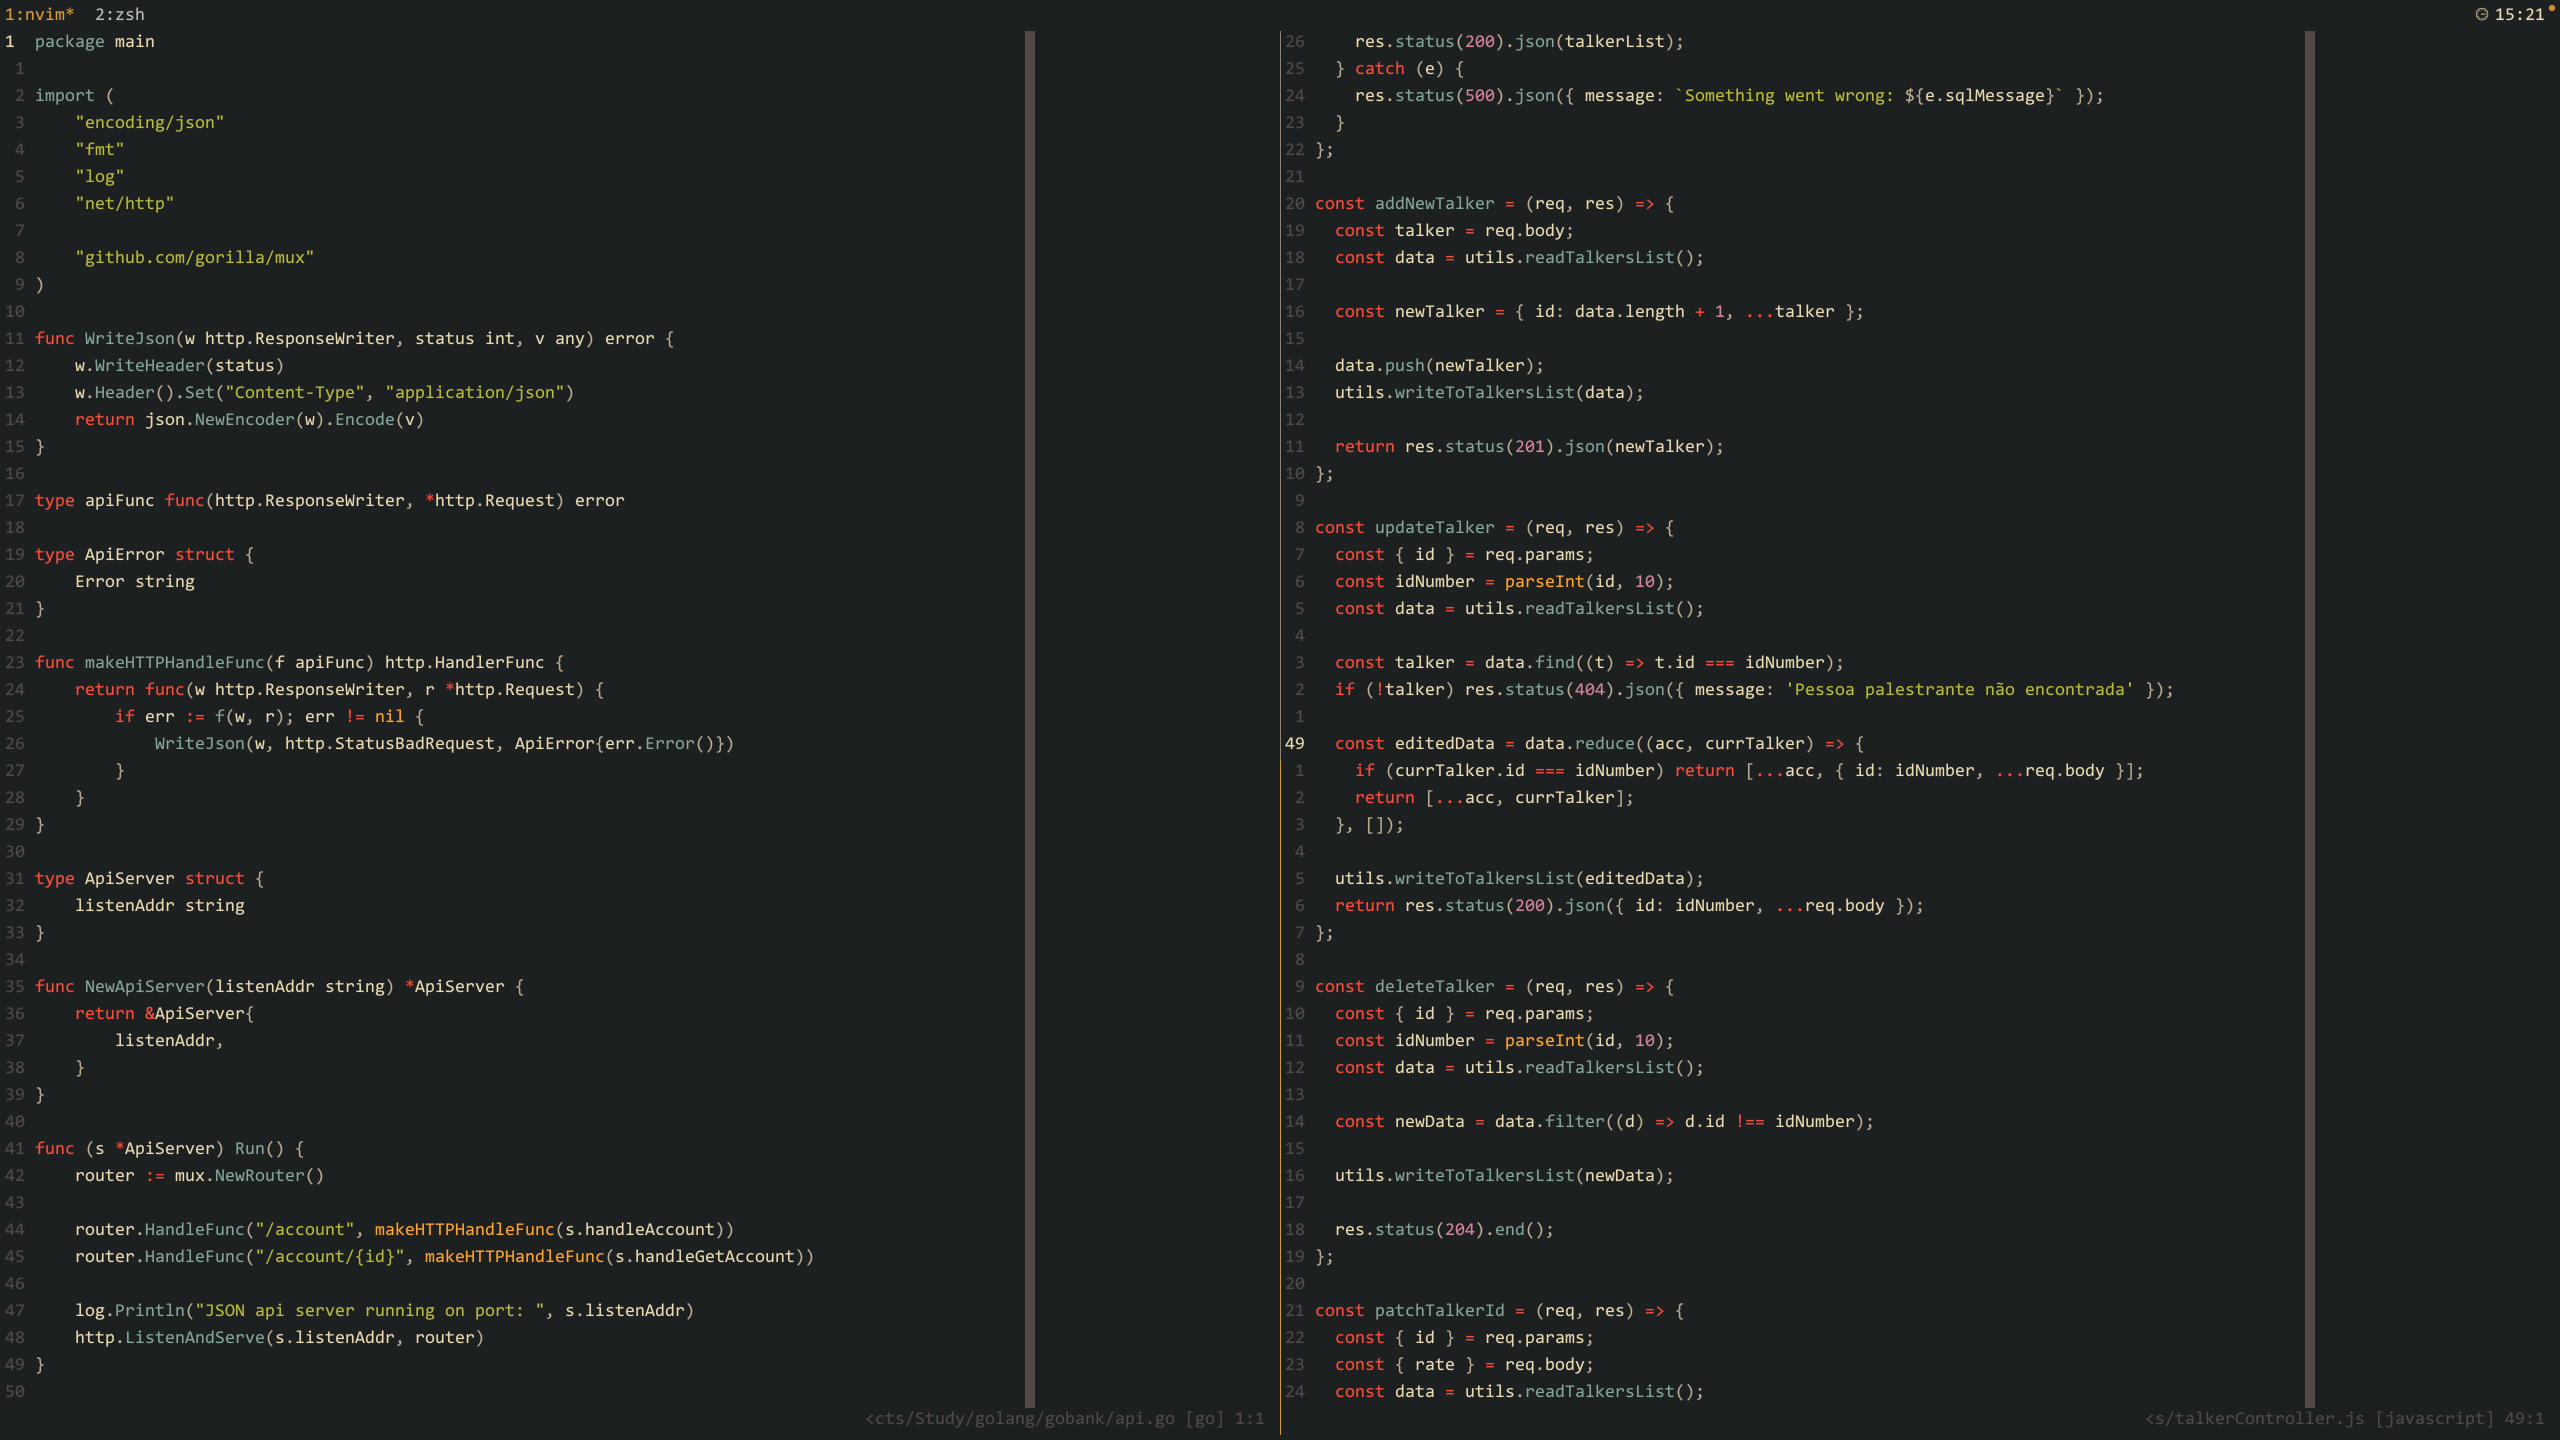 1:nvim*  2:zsh
15:21
1  package main
1
2 import (
3     "encoding/json"
4     "fmt"
5     "log"
6     "net/http"
7
8     "github.com/gorilla/mux"
9 )
10
11 func WriteJson(w http.ResponseWriter, status int, v any) error {
12     w.WriteHeader(status)
13     w.Header().Set("Content-Type", "application/json")
14     return json.NewEncoder(w).Encode(v)
15 }
16
17 type apiFunc func(http.ResponseWriter, *http.Request) error
18
19 type ApiError struct {
20     Error string
21 }
22
23 func makeHTTPHandleFunc(f apiFunc) http.HandlerFunc {
24     return func(w http.ResponseWriter, r *http.Request) {
25         if err := f(w, r); err != nil {
26             WriteJson(w, http.StatusBadRequest, ApiError{err.Error()})
27         }
28     }
29 }
30
31 type ApiServer struct {
32     listenAddr string
33 }
34
35 func NewApiServer(listenAddr string) *ApiServer {
36     return &ApiServer{
37         listenAddr,
38     }
39 }
40
41 func (s *ApiServer) Run() {
42     router := mux.NewRouter()
43
44     router.HandleFunc("/account", makeHTTPHandleFunc(s.handleAccount))
45     router.HandleFunc("/account/{id}", makeHTTPHandleFunc(s.handleGetAccount))
46
47     log.Println("JSON api server running on port: ", s.listenAddr)
48     http.ListenAndServe(s.listenAddr, router)
49 }
50
<cts/Study/golang/gobank/api.go [go] 1:1
26     res.status(200).json(talkerList);
25   } catch (e) {
24     res.status(500).json({ message: `Something went wrong: ${e.sqlMessage}` });
23   }
22 };
21
20 const addNewTalker = (req, res) => {
19   const talker = req.body;
18   const data = utils.readTalkersList();
17
16   const newTalker = { id: data.length + 1, ...talker };
15
14   data.push(newTalker);
13   utils.writeToTalkersList(data);
12
11   return res.status(201).json(newTalker);
10 };
9
8 const updateTalker = (req, res) => {
7   const { id } = req.params;
6   const idNumber = parseInt(id, 10);
5   const data = utils.readTalkersList();
4
3   const talker = data.find((t) => t.id === idNumber);
2   if (!talker) res.status(404).json({ message: 'Pessoa palestrante não encontrada' });
1
49   const editedData = data.reduce((acc, currTalker) => {
1     if (currTalker.id === idNumber) return [...acc, { id: idNumber, ...req.body }];
2     return [...acc, currTalker];
3   }, []);
4
5   utils.writeToTalkersList(editedData);
6   return res.status(200).json({ id: idNumber, ...req.body });
7 };
8
9 const deleteTalker = (req, res) => {
10   const { id } = req.params;
11   const idNumber = parseInt(id, 10);
12   const data = utils.readTalkersList();
13
14   const newData = data.filter((d) => d.id !== idNumber);
15
16   utils.writeToTalkersList(newData);
17
18   res.status(204).end();
19 };
20
21 const patchTalkerId = (req, res) => {
22   const { id } = req.params;
23   const { rate } = req.body;
24   const data = utils.readTalkersList();
<s/talkerController.js [javascript] 49:1